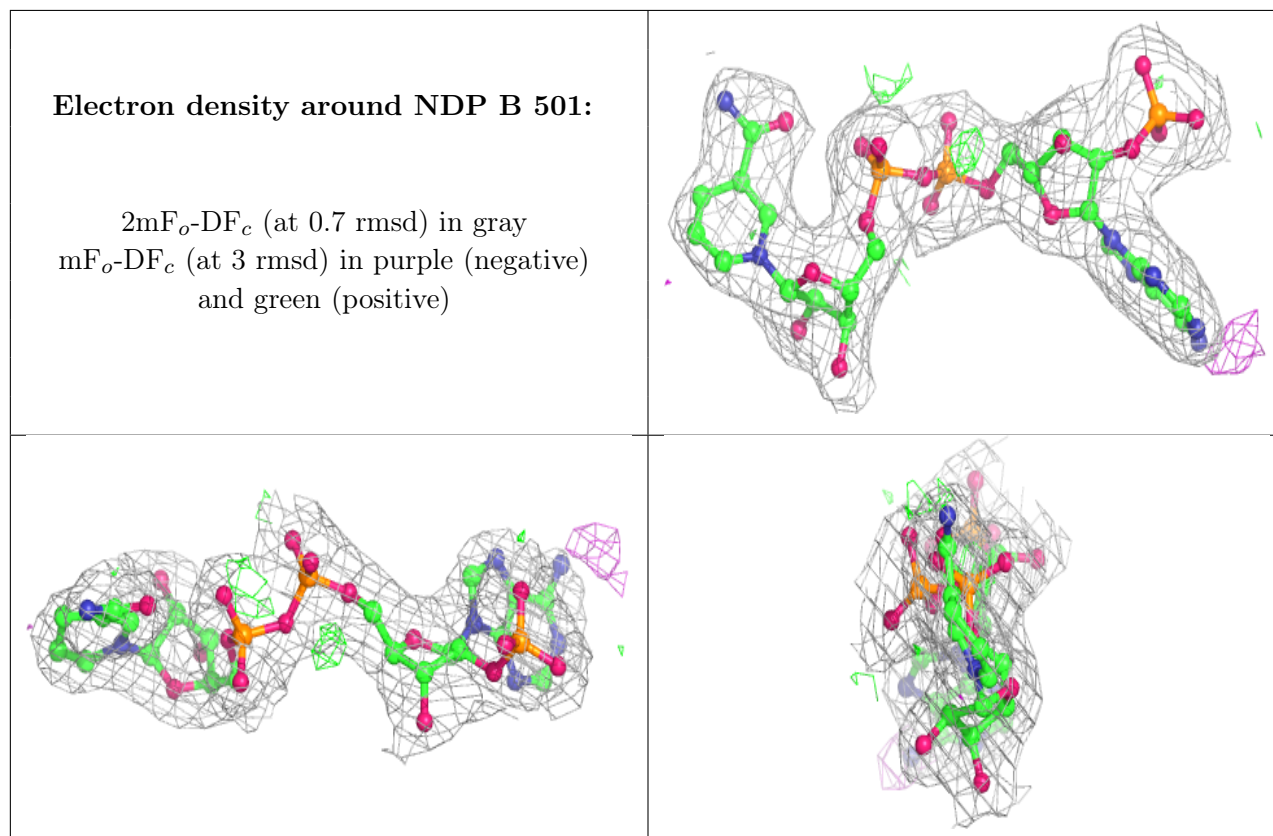 Electron density around NDP B 501:
2mFo-DFc (at 0.7 rmsd) in gray
mFo-DFc (at 3 rmsd) in purple (negative)
and green (positive)